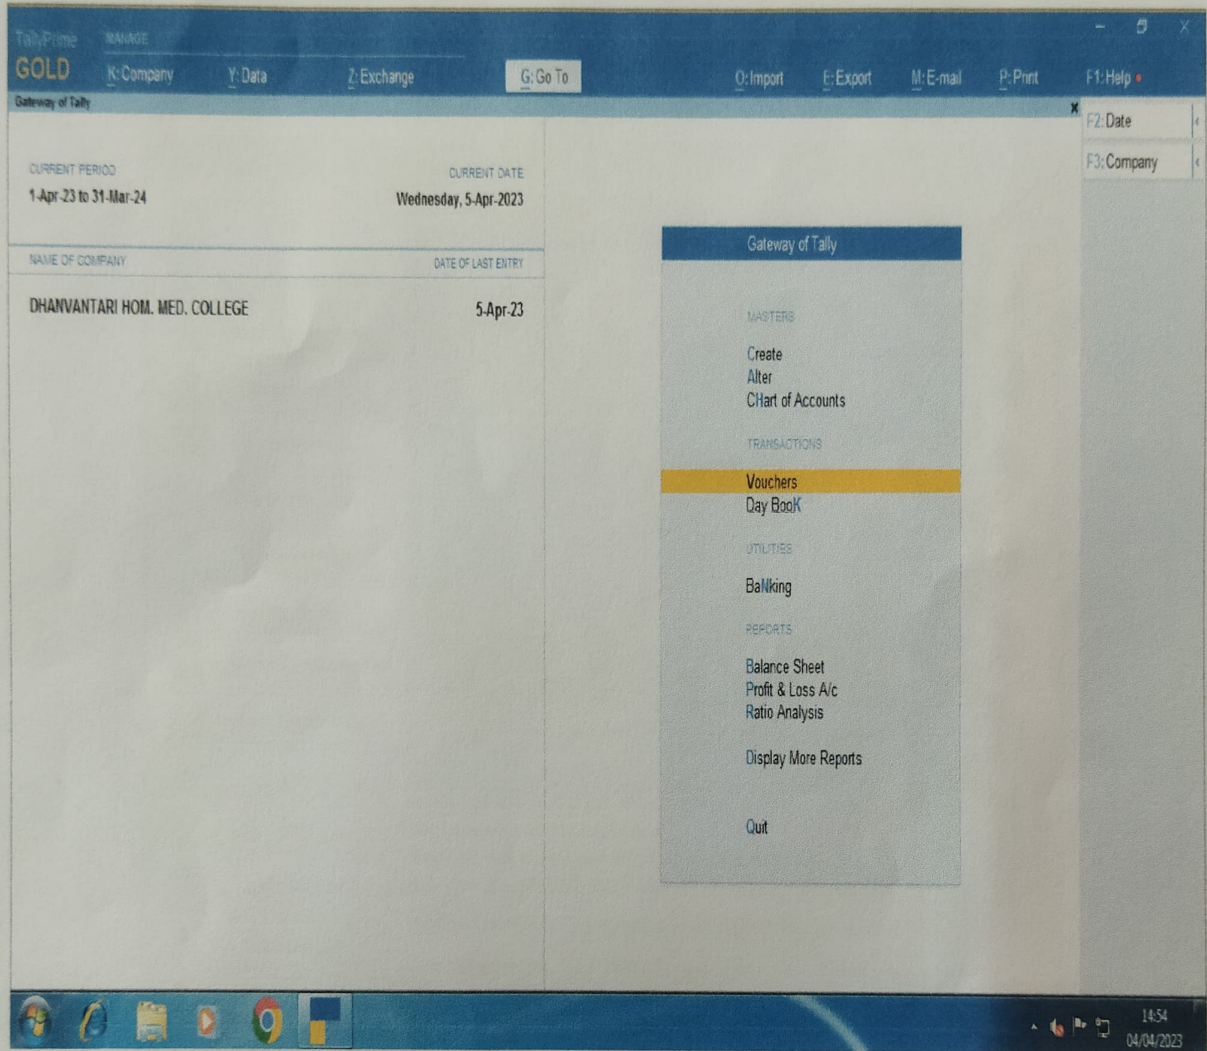 TallyPrime MANAGE
GOLD K: Company Y: Data Z: Exchange G: Go To O: Import E: Export M: E-mail P: Print F1: Help
Gateway of Tally
x
F2: Date
F3: Company
CURRENT PERIOD CURRENT DATE
1-Apr-23 to 31-Mar-24 Wednesday, 5-Apr-2023
NAME OF COMPANY DATE OF LAST ENTRY
DHANVANTARI HOM. MED. COLLEGE 5-Apr-23
Gateway of Tally
MASTERS
Create
Alter
CHart of Accounts
TRANSACTIONS
Vouchers
Day BooK
UTILITIES
BaNking
REPORTS
Balance Sheet
Profit & Loss A/c
Ratio Analysis
Display More Reports
Quit
14:54
04/04/2023